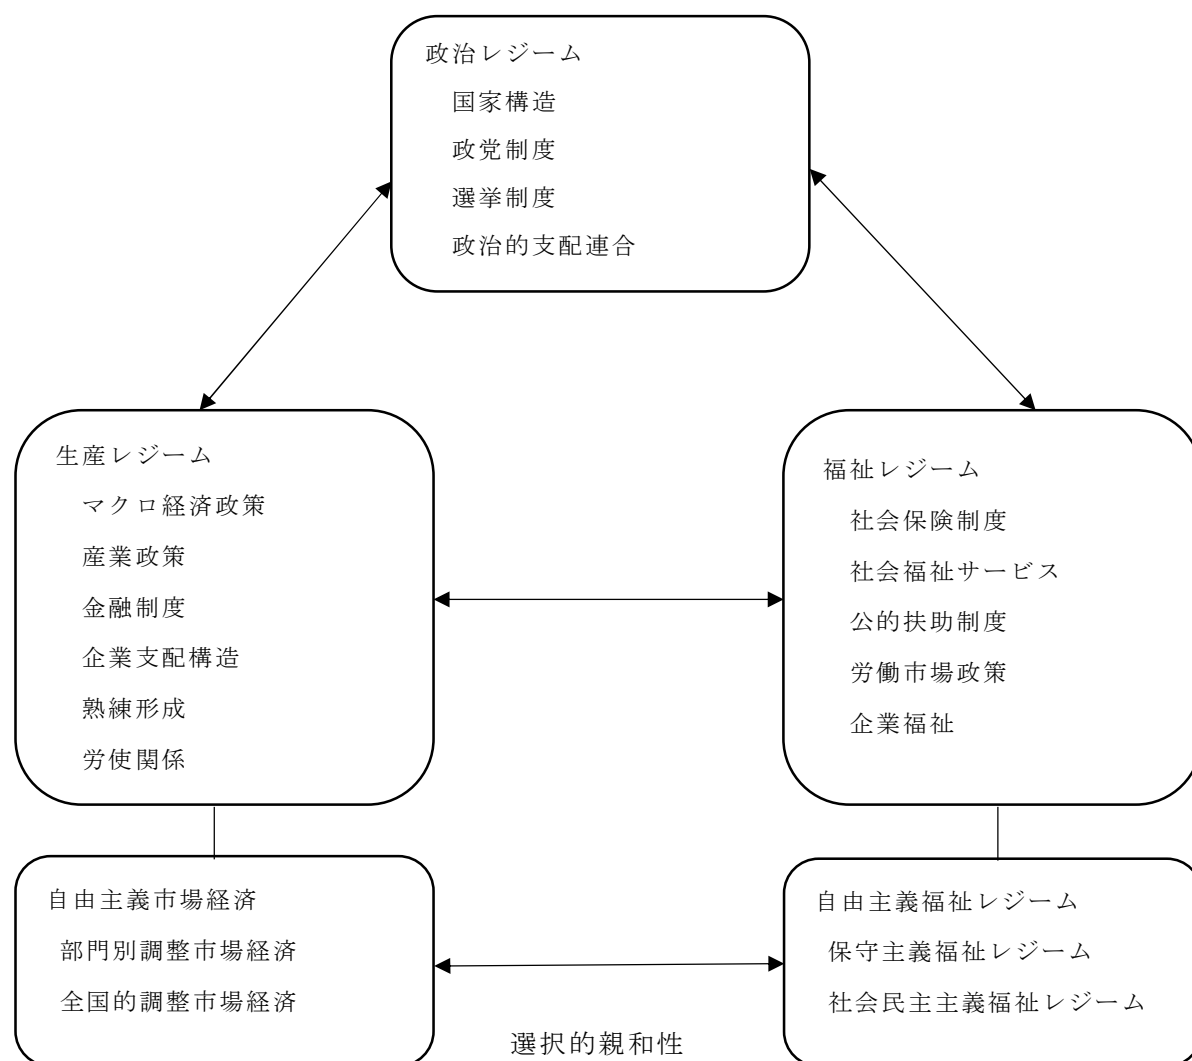 政治レジーム
国家構造
政党制度
選挙制度
政治的支配連合
生産レジーム
マクロ経済政策
産業政策
金融制度
企業支配構造
熟練形成
労使関係
福祉レジーム
社会保険制度
社会福祉サービス
公的扶助制度
労働市場政策
企業福祉
自由主義市場経済
部門別調整市場経済
全国的調整市場経済
自由主義福祉レジーム
保守主義福祉レジーム
社会民主主義福祉レジーム
選択的親和性